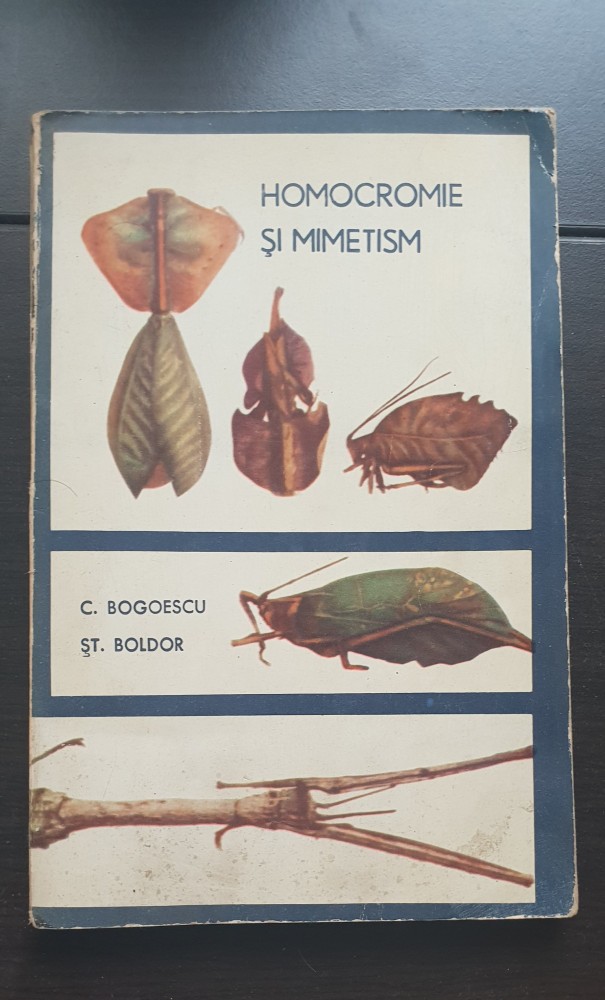 HOMOCROMIE
ŞI MIMETISM
C. BOGOESCU
ŞT. BOLDOR